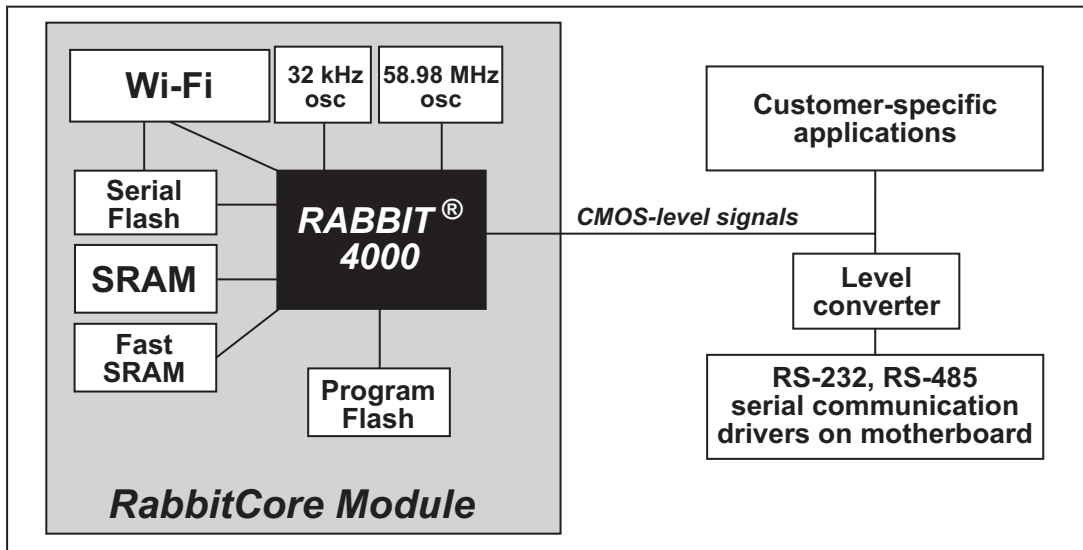 Wi-Fi
32 kHz
osc
58.98 MHz
osc
Serial
Flash
SRAM
Fast
SRAM
RABBIT ®
4000
Program
Flash
RabbitCore Module
CMOS-level signals
Customer-specific
applications
Level
converter
RS-232, RS-485
serial communication
drivers on motherboard